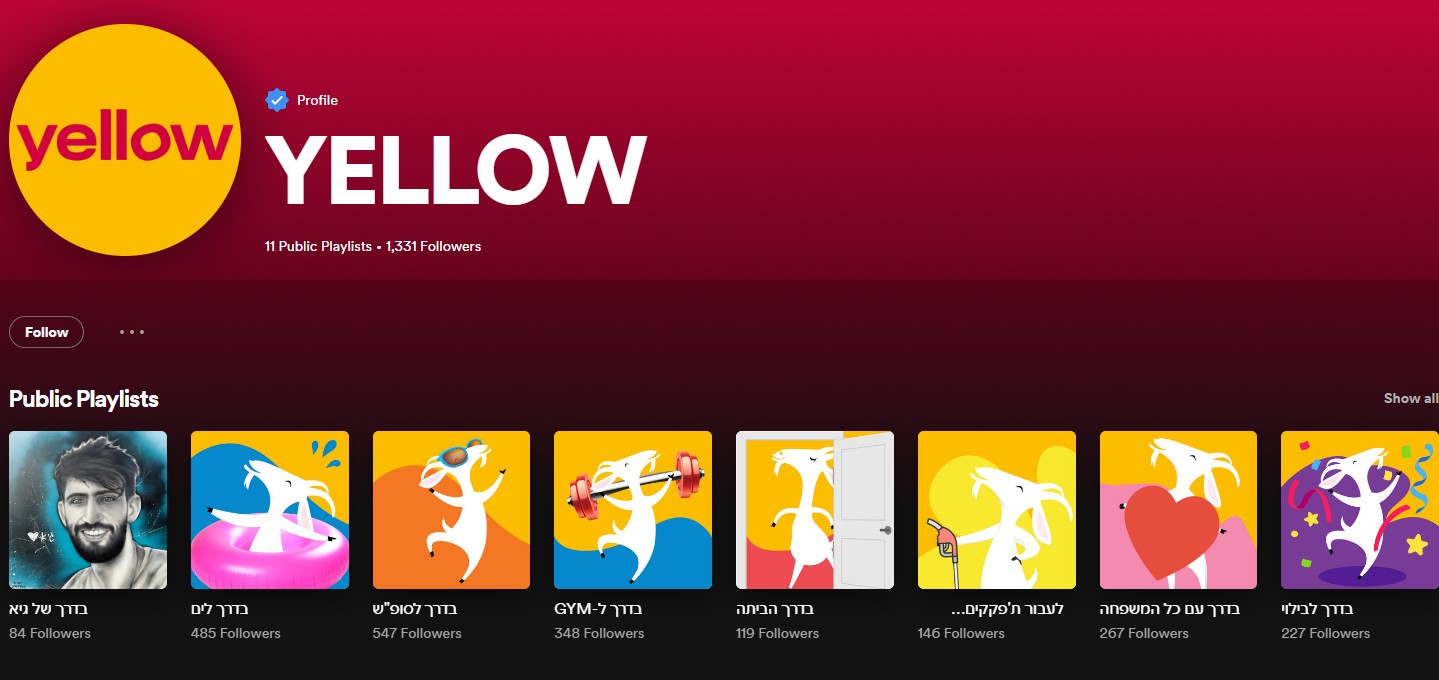 yellow
Profile
YELLOW
11 Public Playlists • 1,331 Followers
Follow
Public Playlists
Show all
בדרך של גיא
84 Followers
בדרך לים
485 Followers
בדרך לסופ"ש
547 Followers
בדרך ל-GYM
348 Followers
בדרך הביתה
119 Followers
לעבור ת'פקקים...
146 Followers
בדרך עם כל המשפחה
267 Followers
בדרך לבילוי
227 Followers